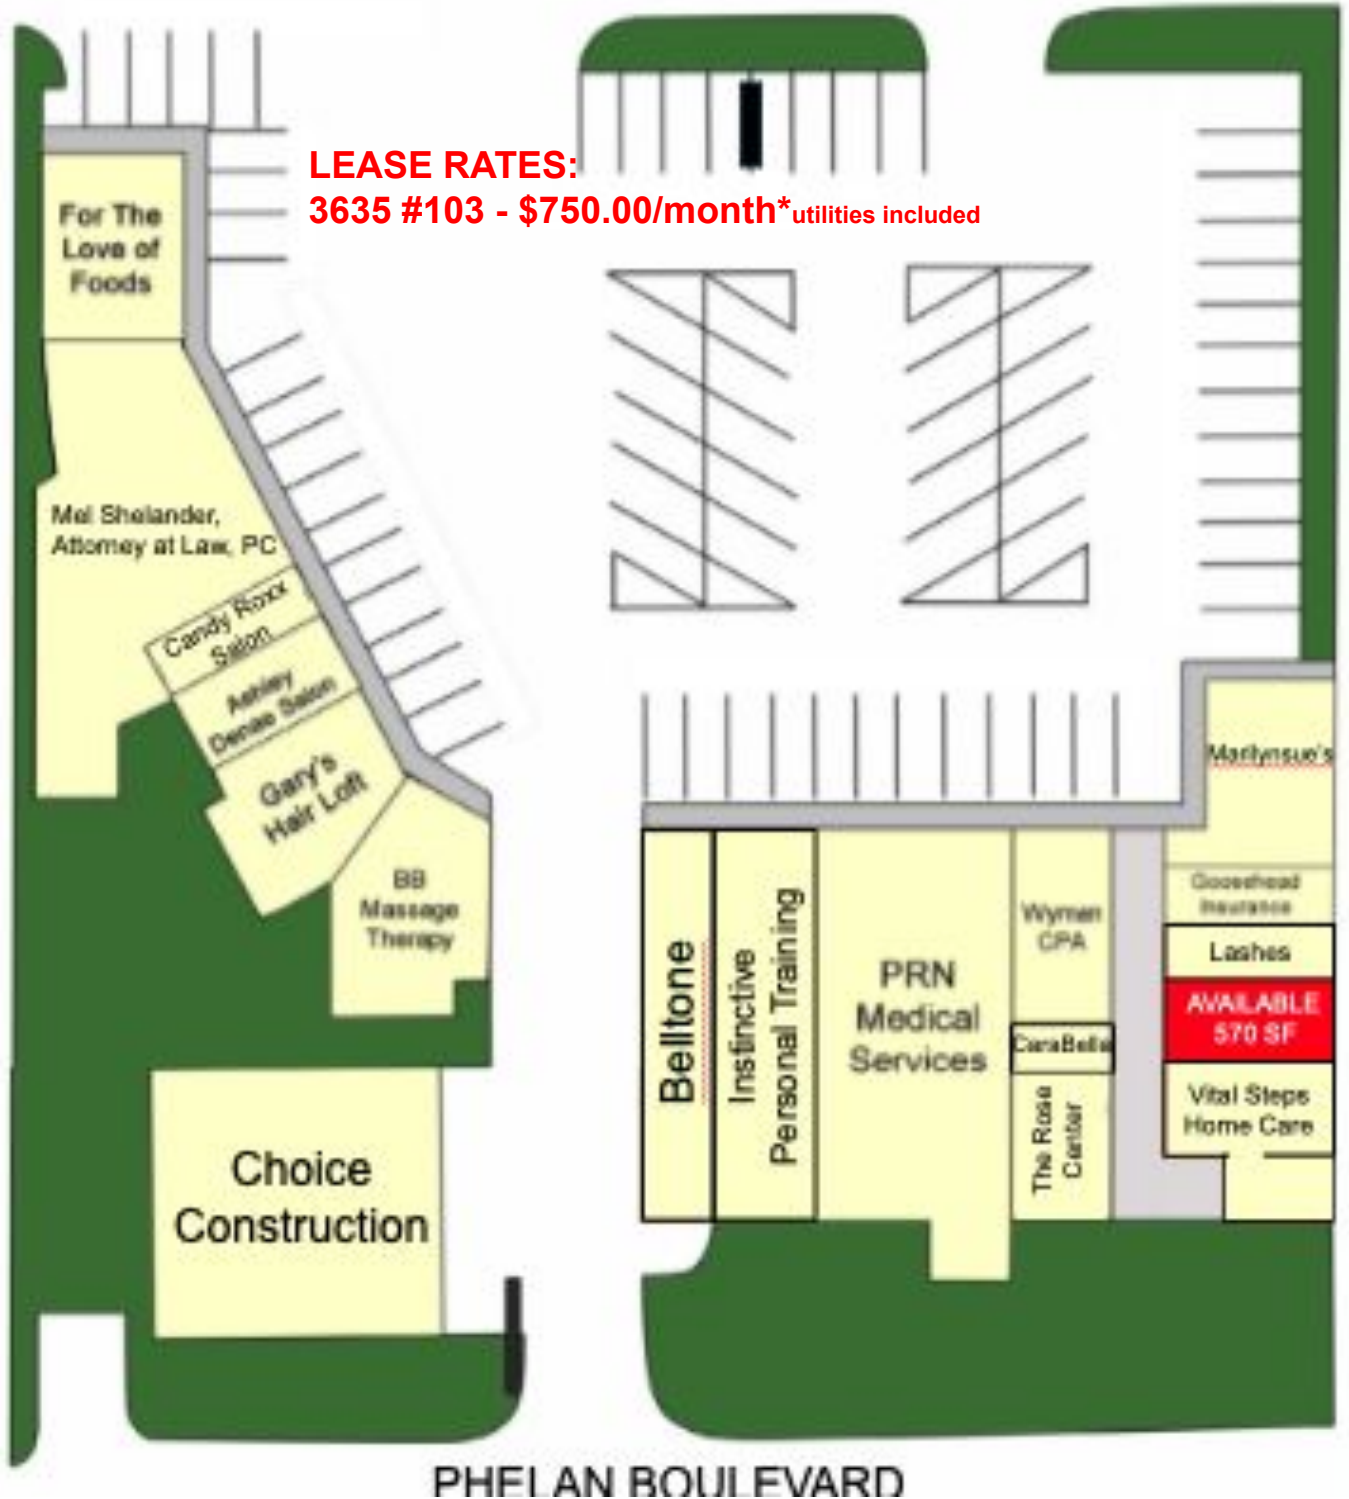 LEASE RATES:
3635 #103 - $750.00/month*utilities included
For The
Love of
Foods
Mel Shelander,
Attorney at Law, PC
Candy Roxx
Salon
Ashley
Denae Salon
Gary's
Hair Loft
BB
Massage
Therapy
Choice
Construction
Belltone
Instinctive
Personal Training
PRN
Medical
Services
Wyman
CPA
CaraBella
The Rose
Center
Marilynsue's
Goosehead
Insurance
Lashes
AVAILABLE
570 SF
Vital Steps
Home Care
PHELAN BOULEVARD